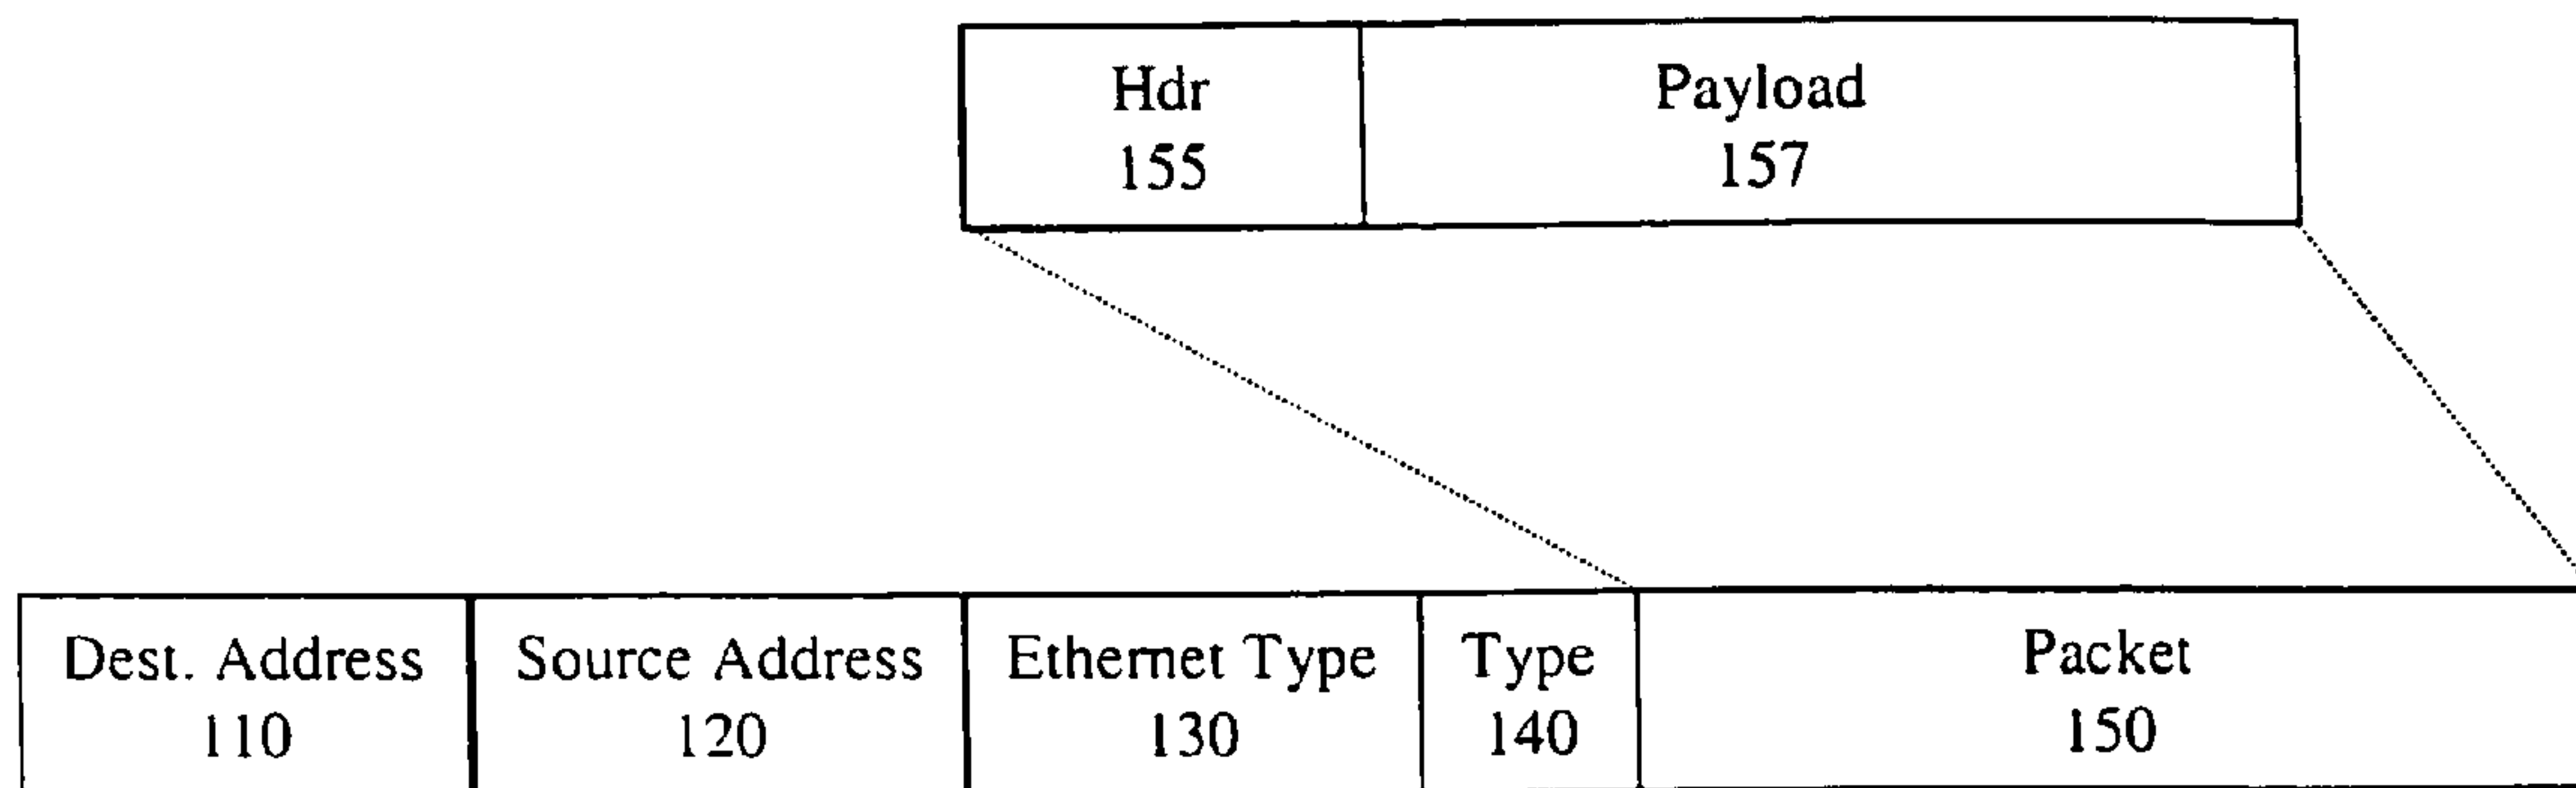 Hdr
155
Payload
157
Dest. Address
110
Source Address
120
Ethernet Type
130
Type
140
Packet
150